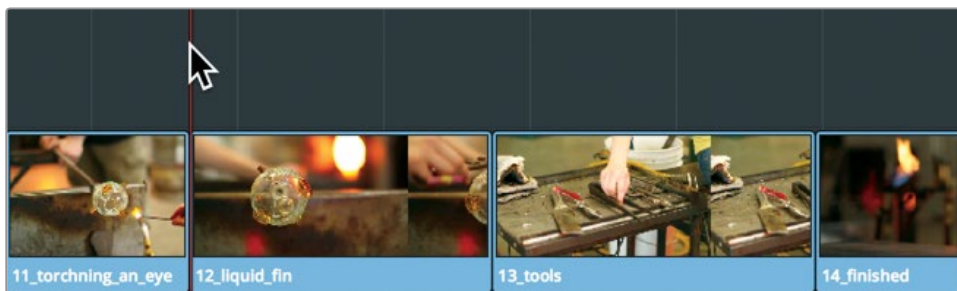 11_torchning_an_eye
12_liquid_fin
13_tools
14_finished